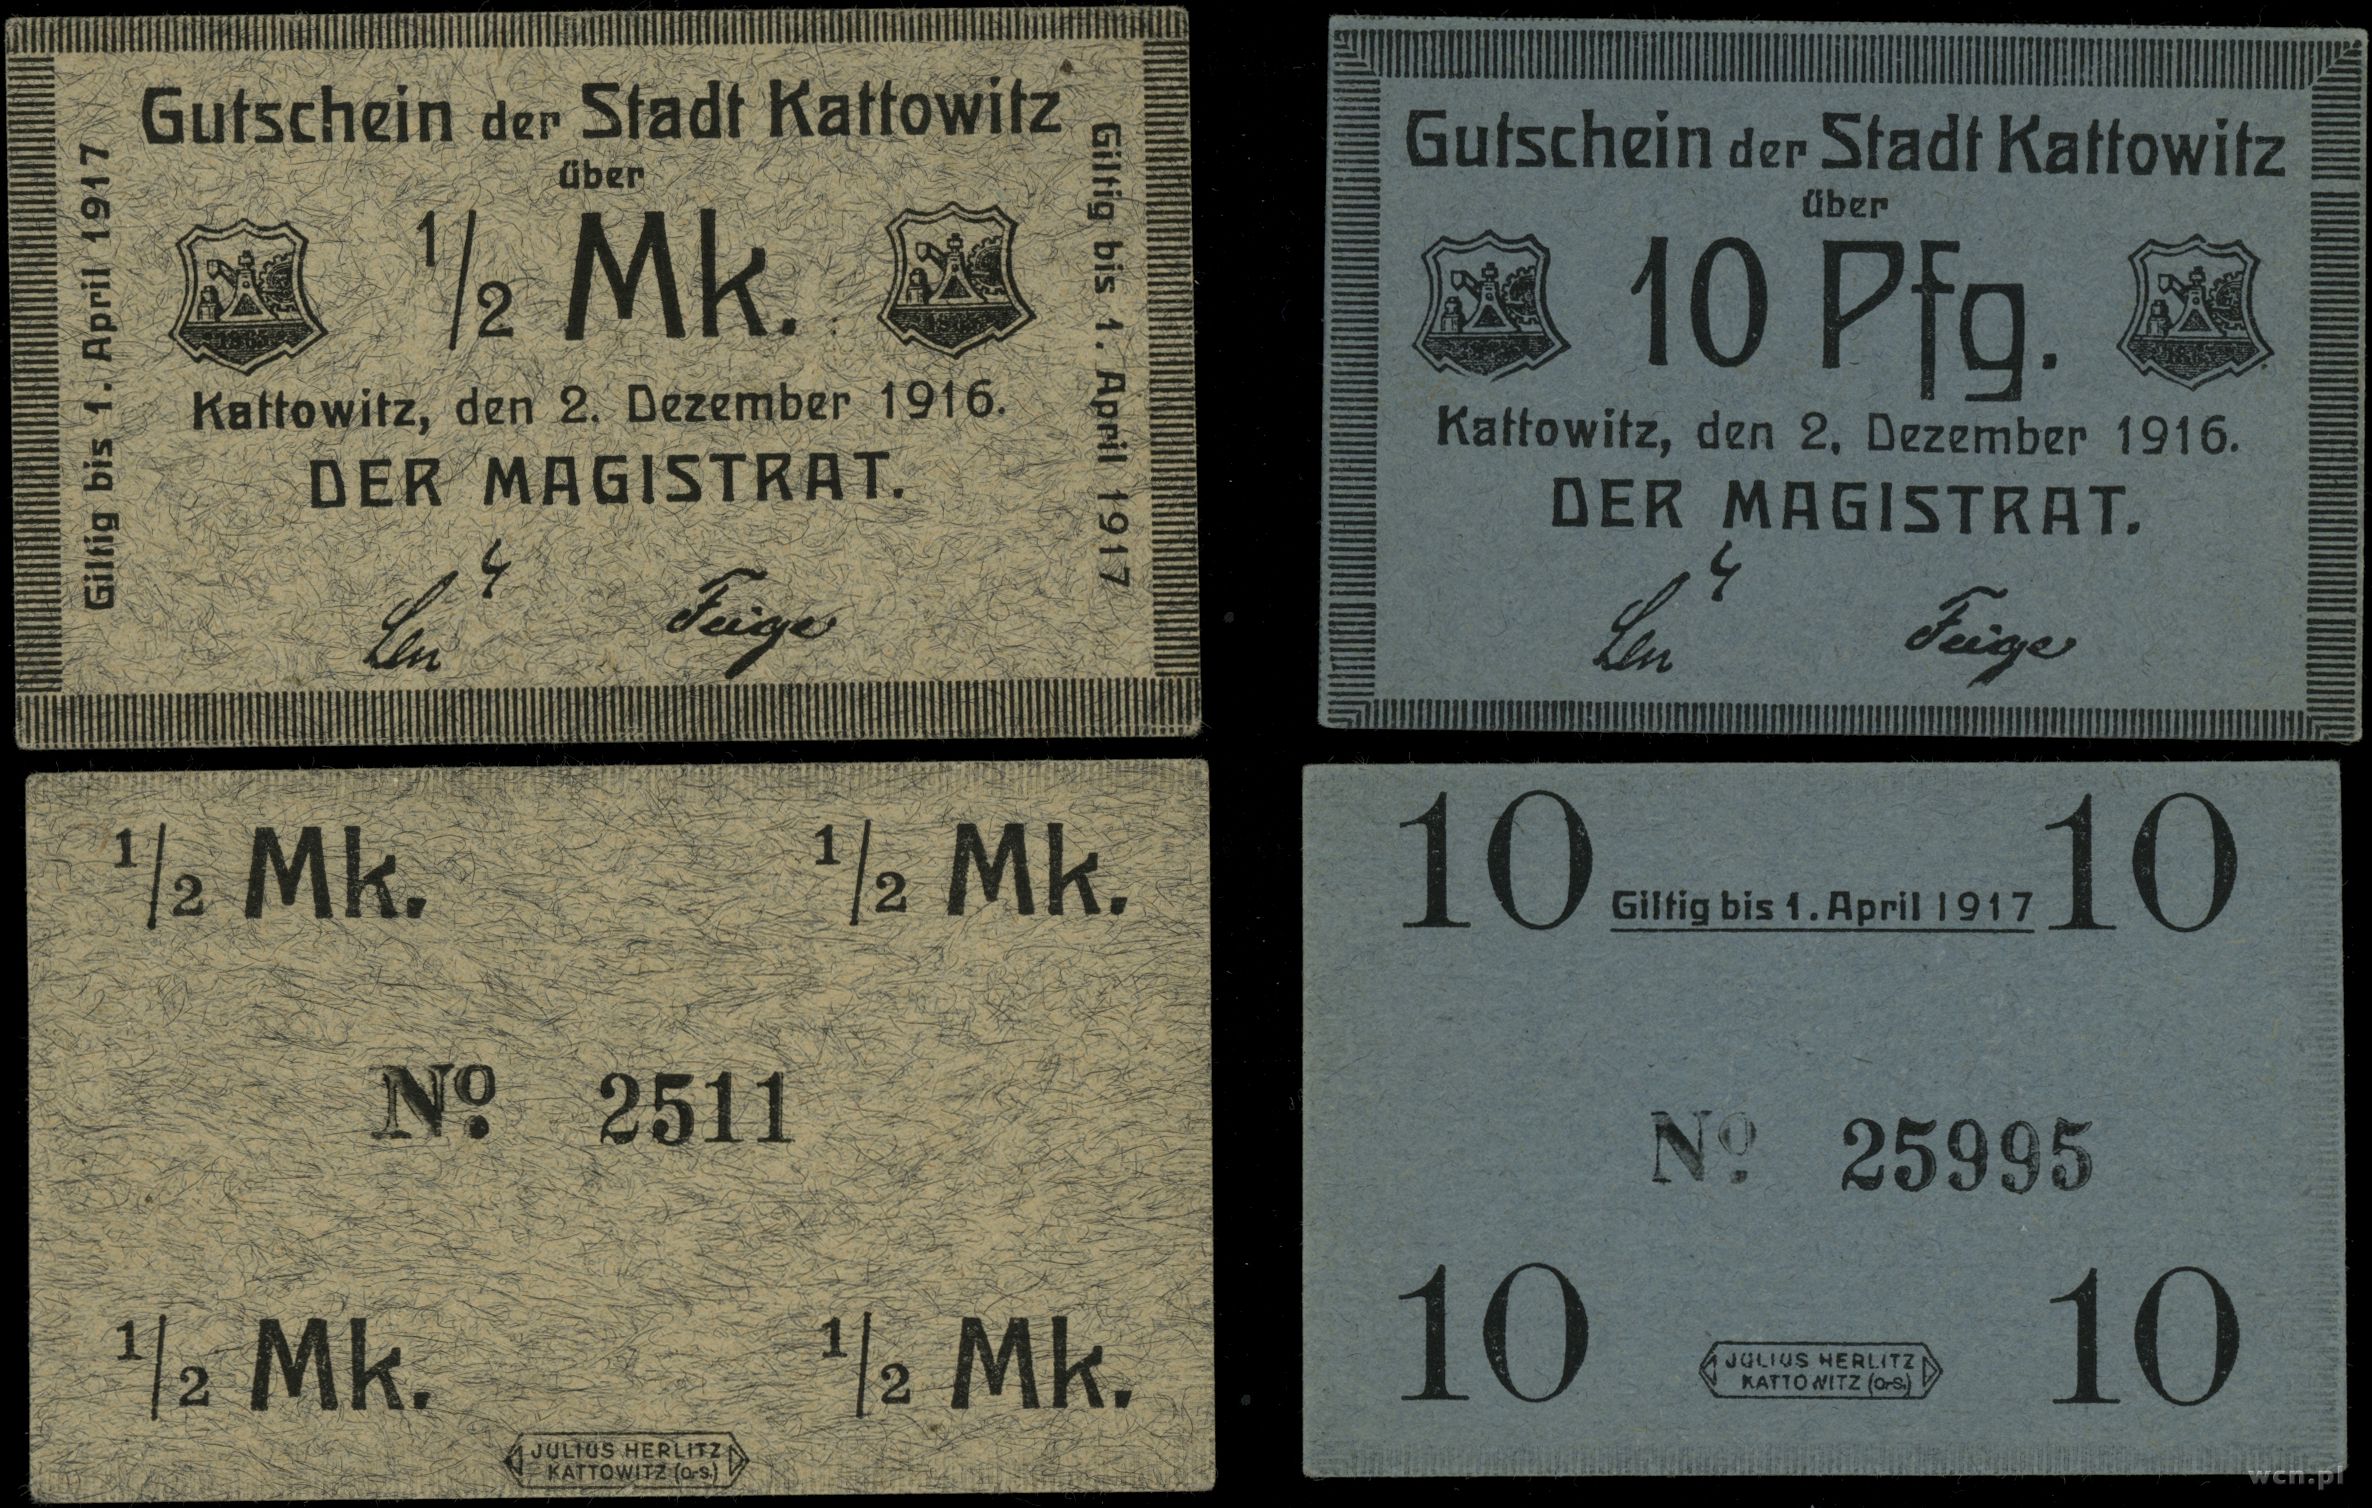 Gutschein der Stadt Kattowitz
über
1/2 Mk.
Kattowitz, den 2. Dezember 1916.
DER MAGISTRAT.
Feige
Giltig bis 1. April 1917
Giltig bis 1. April 1917
1865
1865
Gutschein der Stadt Kattowitz
über
10 Pfg.
Kattowitz, den 2. Dezember 1916.
DER MAGISTRAT.
Feige
1/2 Mk. 1/2 Mk.
No. 2511
1/2 Mk. 1/2 Mk.
JULIUS HERLITZ
KATTOWITZ (O.-S.)
10 Giltig bis 1. April 1917 10
No. 25995
10 10
JULIUS HERLITZ
KATTOWITZ (O.-S.)
wcn.pl